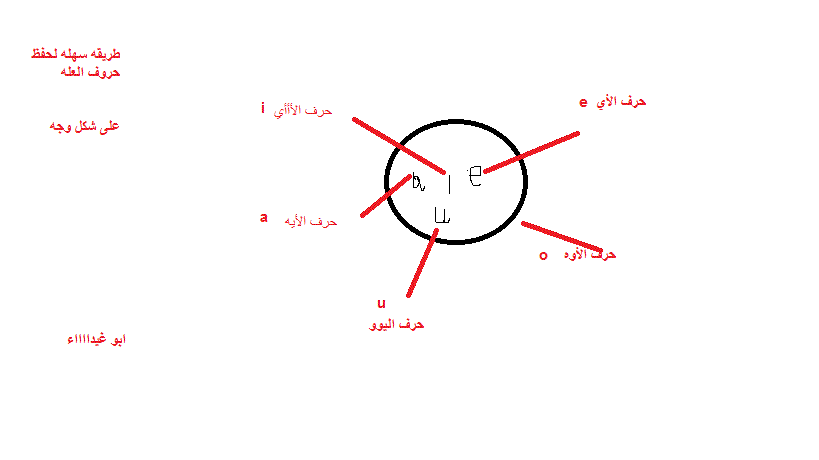 طريقه سهله لحفظ
حروف العله
على شكل وجه
حرف الأي e
حرف الأأأي i
a i e
u
حرف الأيه a
حرف الأوه o
u
حرف اليوو
ابو غيداااااء